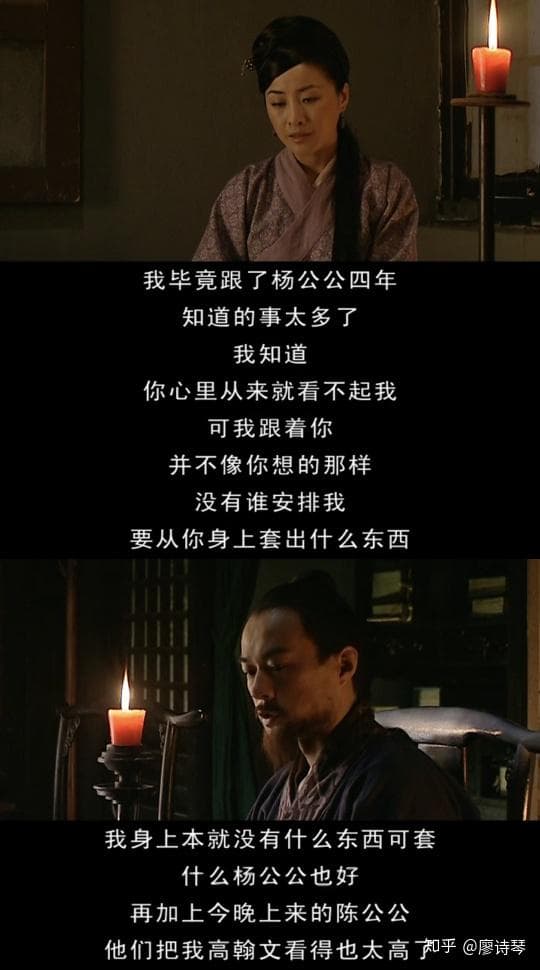 我毕竟跟了杨公公四年
知道的事太多了
我知道
你心里从来就看不起我
可我跟着你
并不像你想的那样
没有谁安排我
要从你身上套出什么东西
我身上本就没有什么东西可套
什么杨公公也好
再加上今晚上来的陈公公
他们把我高翰文看得也太高了
知乎 @廖诗琴